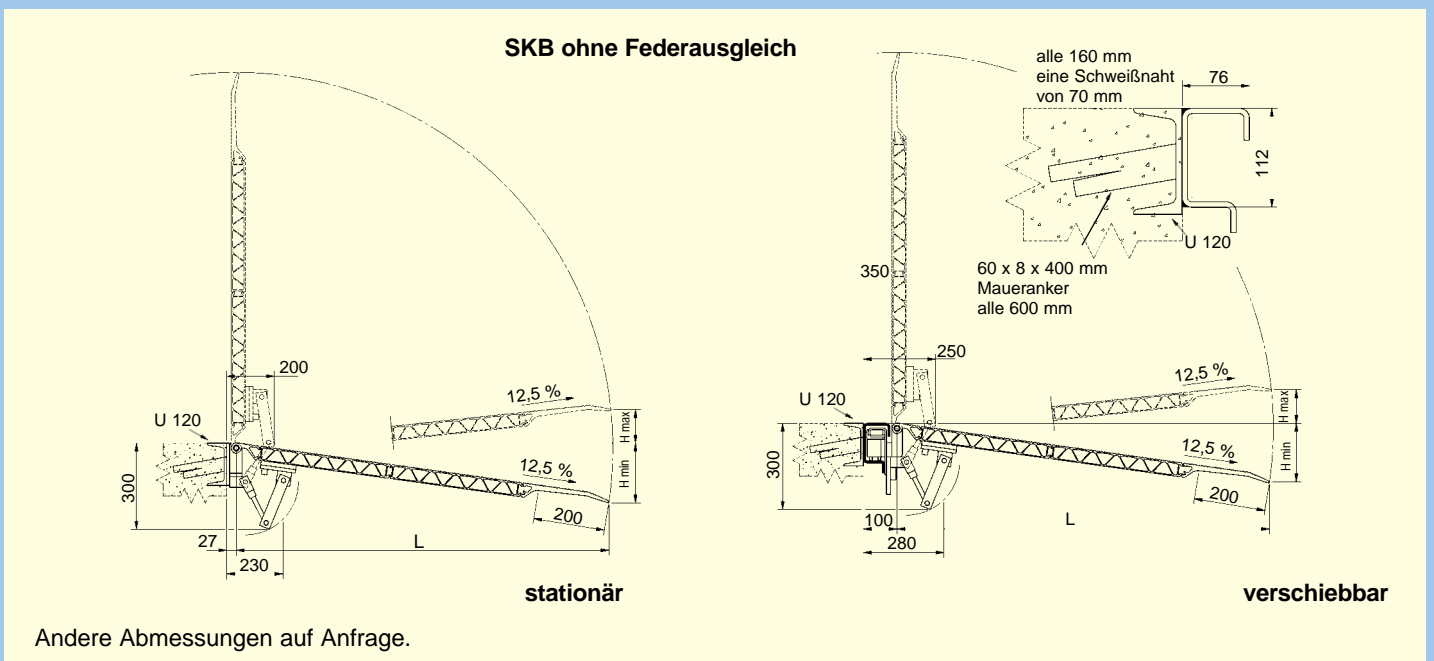 SKB ohne Federausgleich
alle 160 mm
eine Schweißnaht
von 70 mm
76
112
U 120
60 x 8 x 400 mm
Maueranker
alle 600 mm
200
12,5 %
H max
U 120
12,5 %
H min
300
200
27
L
230
stationär
350
250
12,5 %
H max
U 120
12,5 %
H min
300
200
100
L
280
verschiebbar
Andere Abmessungen auf Anfrage.